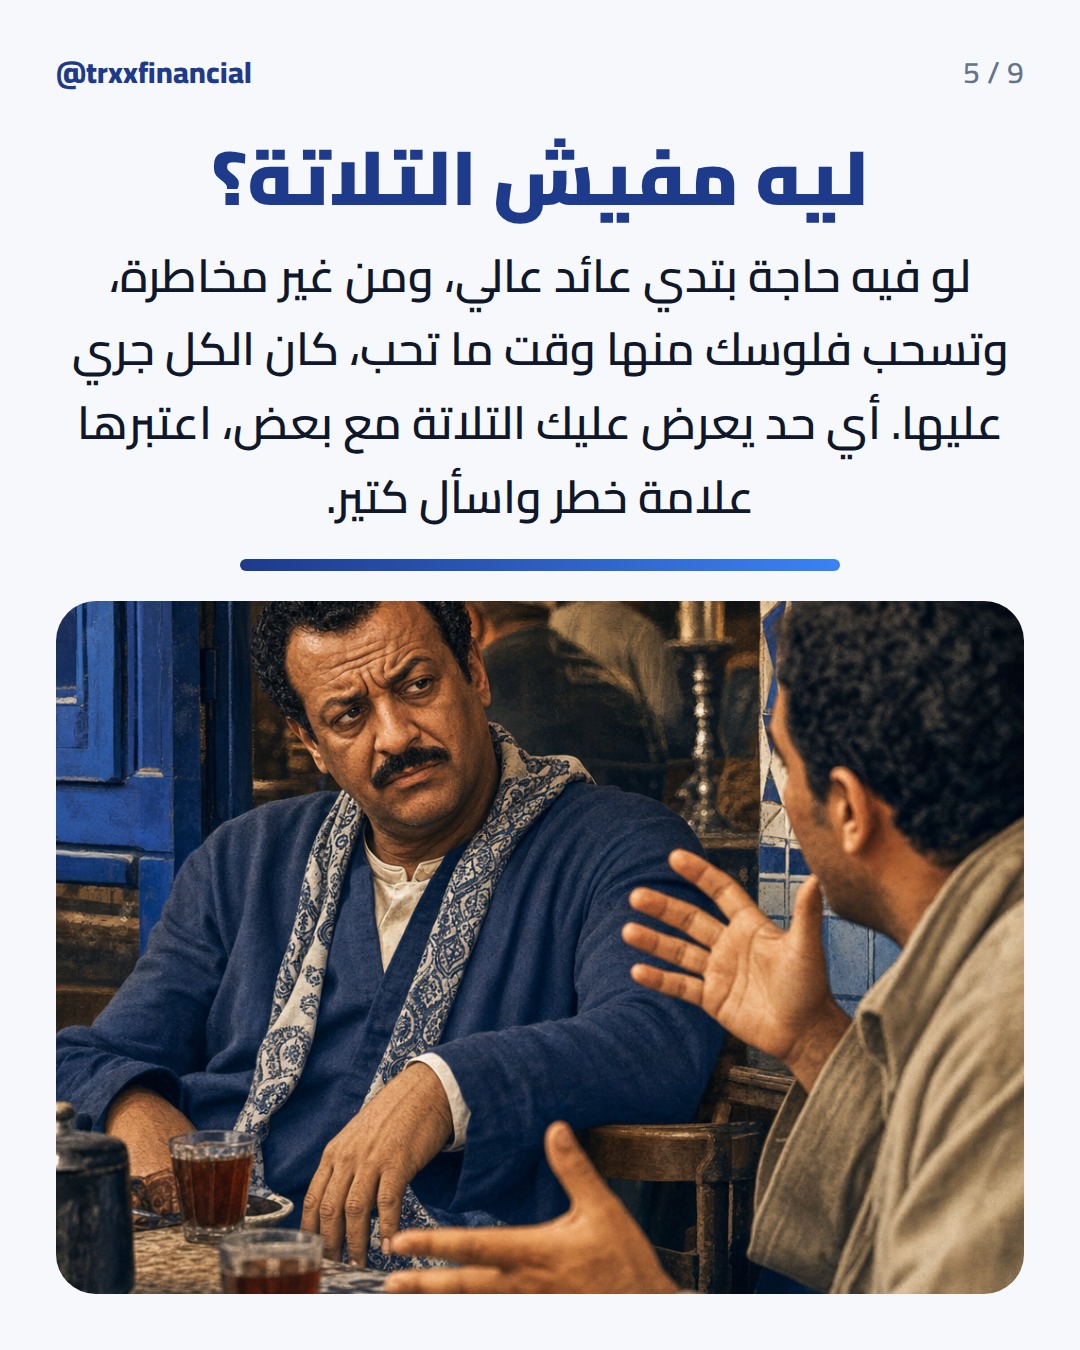 @trxxfinancial
5 / 9
ليه مفيش التلاتة؟
لو فيه حاجة بتدي عائد عالي، ومن غير مخاطرة،
وتسحب فلوسك منها وقت ما تحب، كان الكل جري
عليها. أي حد يعرض عليك التلاتة مع بعض، اعتبرها
علامة خطر واسأل كتير.